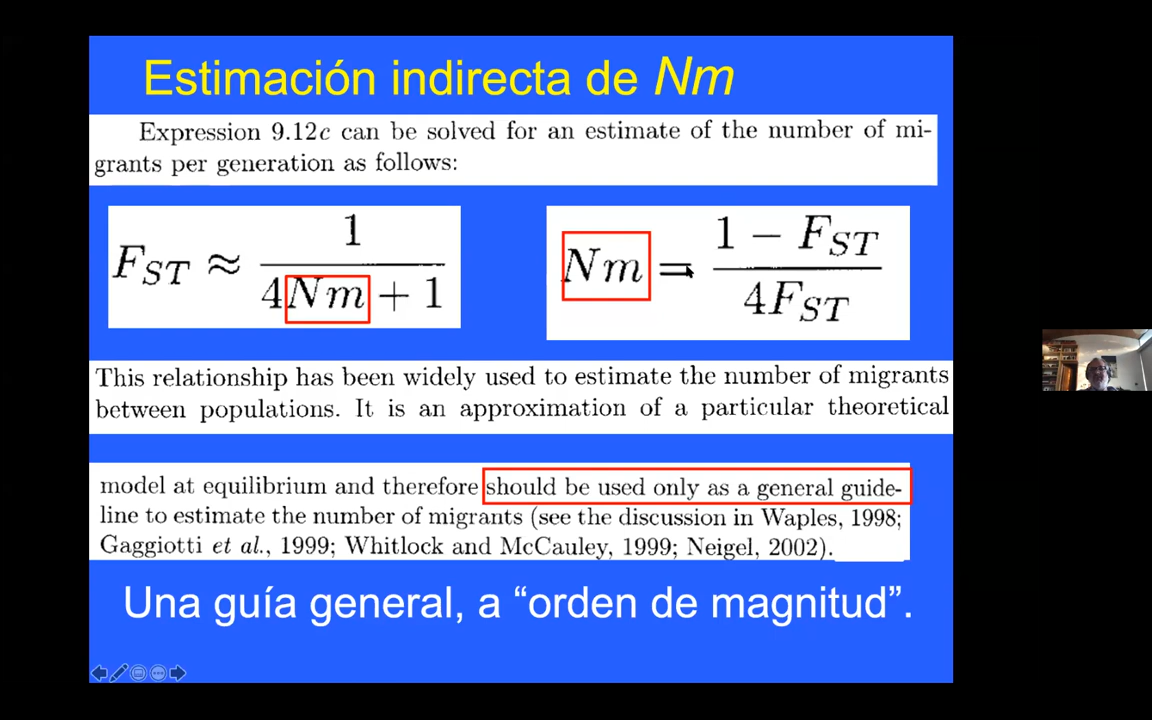 Estimación indirecta de Nm
Expression 9.12c can be solved for an estimate of the number of mi-
grants per generation as follows:
F_ST ≈ 1 / (4Nm + 1)
Nm = (1 − F_ST) / (4F_ST)
This relationship has been widely used to estimate the number of migrants
between populations. It is an approximation of a particular theoretical
model at equilibrium and therefore should be used only as a general guide-
line to estimate the number of migrants (see the discussion in Waples, 1998;
Gaggiotti et al., 1999; Whitlock and McCauley, 1999; Neigel, 2002).
Una guía general, a “orden de magnitud”.